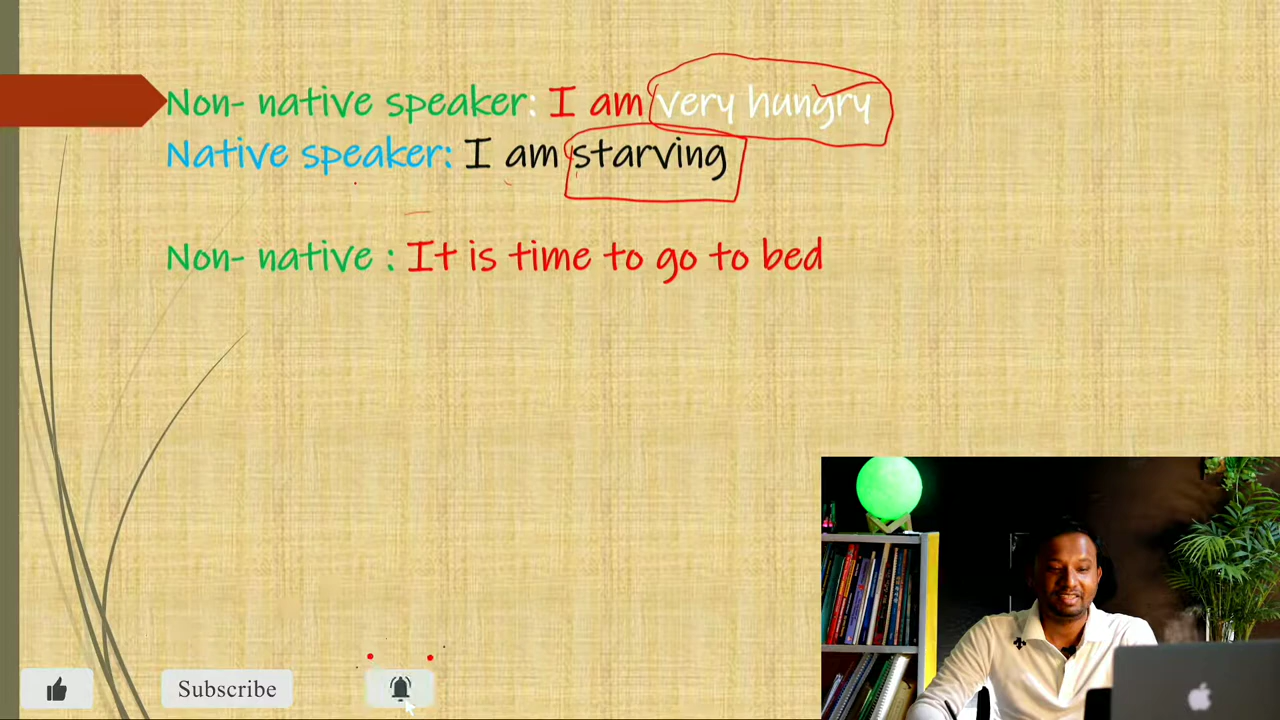 Non- native speaker: I am very hungry
Native speaker: I am starving
Non- native : It is time to go to bed
Subscribe